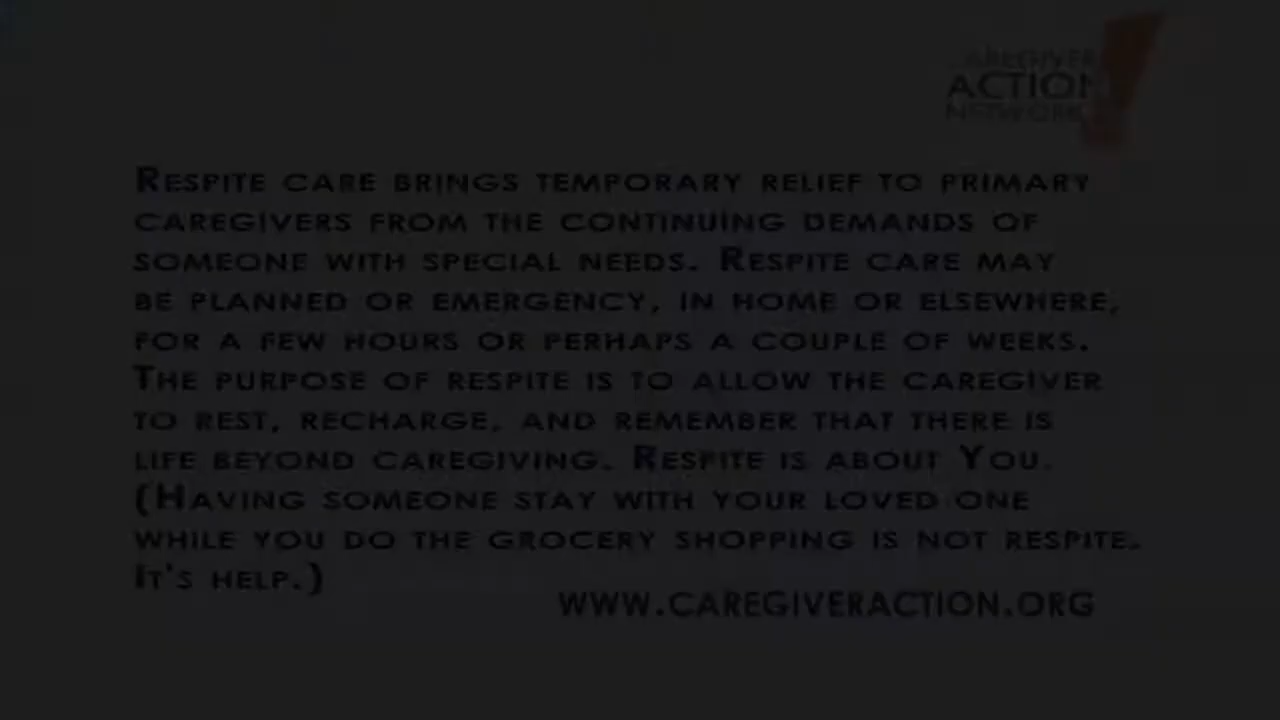 CAREGIVER
ACTION
NETWORK
RESPITE CARE BRINGS TEMPORARY RELIEF TO PRIMARY
CAREGIVERS FROM THE CONTINUING DEMANDS OF
SOMEONE WITH SPECIAL NEEDS. RESPITE CARE MAY
BE PLANNED OR EMERGENCY, IN HOME OR ELSEWHERE,
FOR A FEW HOURS OR PERHAPS A COUPLE OF WEEKS.
THE PURPOSE OF RESPITE IS TO ALLOW THE CAREGIVER
TO REST, RECHARGE, AND REMEMBER THAT THERE IS
LIFE BEYOND CAREGIVING. RESPITE IS ABOUT YOU.
(HAVING SOMEONE STAY WITH YOUR LOVED ONE
WHILE YOU DO THE GROCERY SHOPPING IS NOT RESPITE.
IT'S HELP.)
WWW.CAREGIVERACTION.ORG